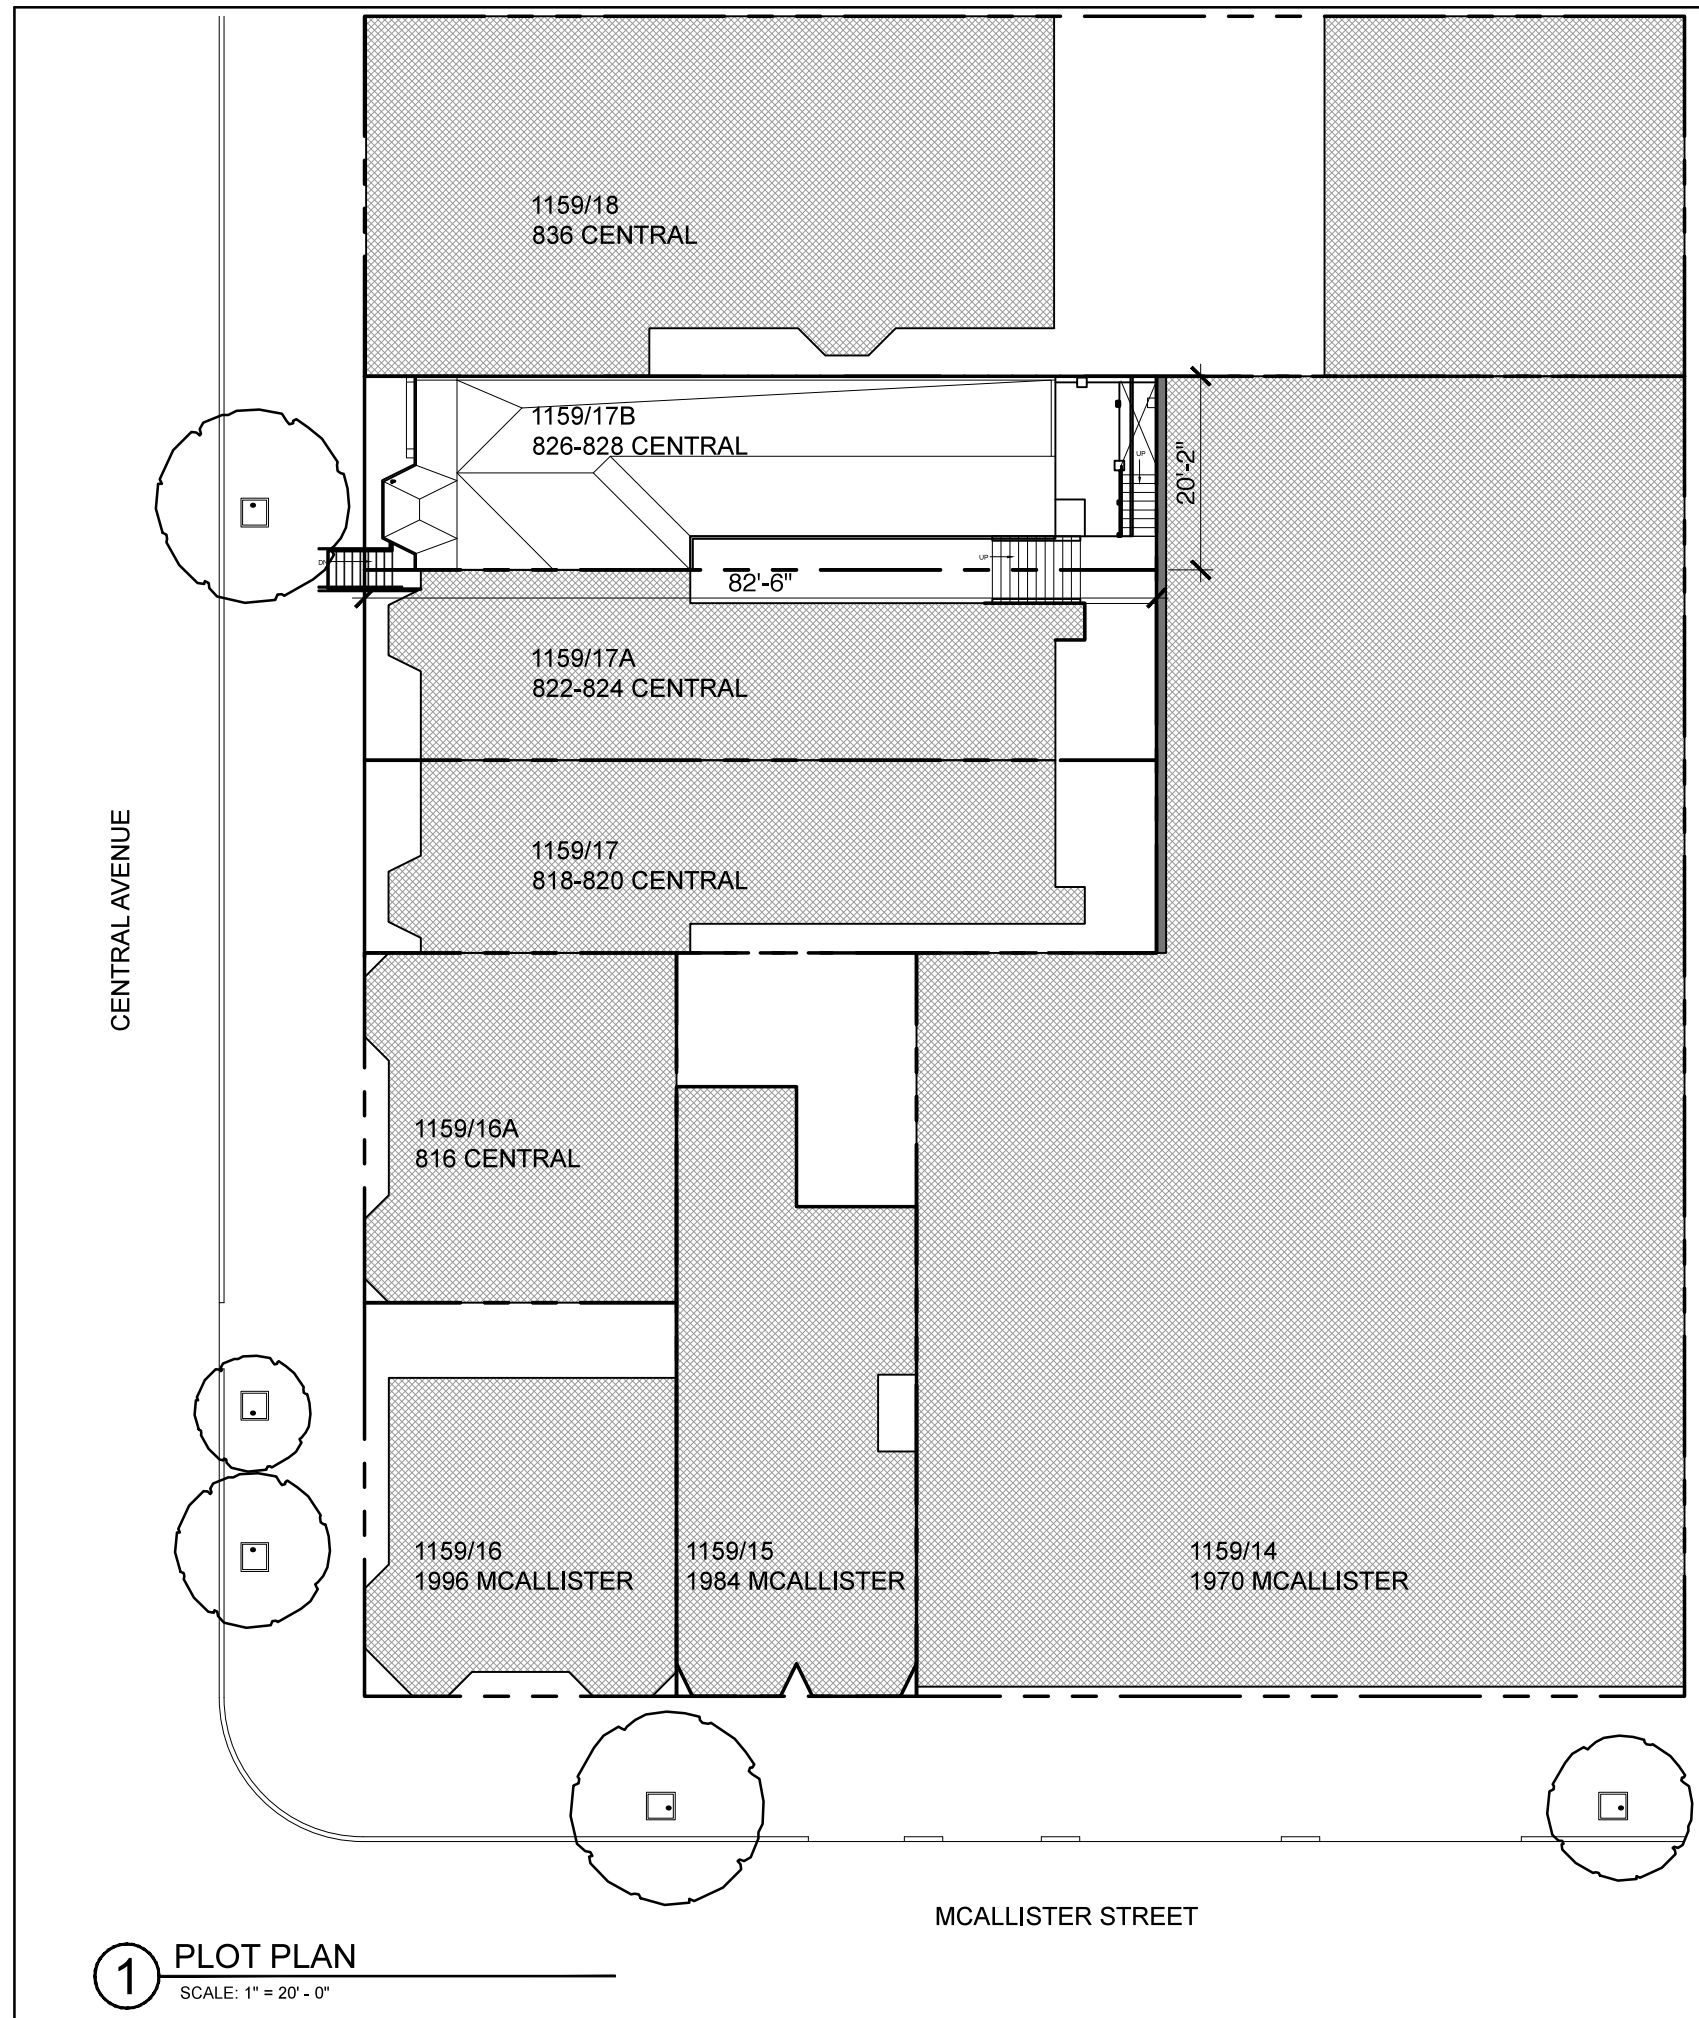 1159/18
836 CENTRAL
1159/17B
826-828 CENTRAL
UP
20'-2"
UP
DN
82'-6"
1159/17A
822-824 CENTRAL
1159/17
818-820 CENTRAL
CENTRAL AVENUE
1159/16A
816 CENTRAL
1159/16
1996 MCALLISTER
1159/15
1984 MCALLISTER
1159/14
1970 MCALLISTER
MCALLISTER STREET
1
PLOT PLAN
SCALE: 1" = 20' - 0"